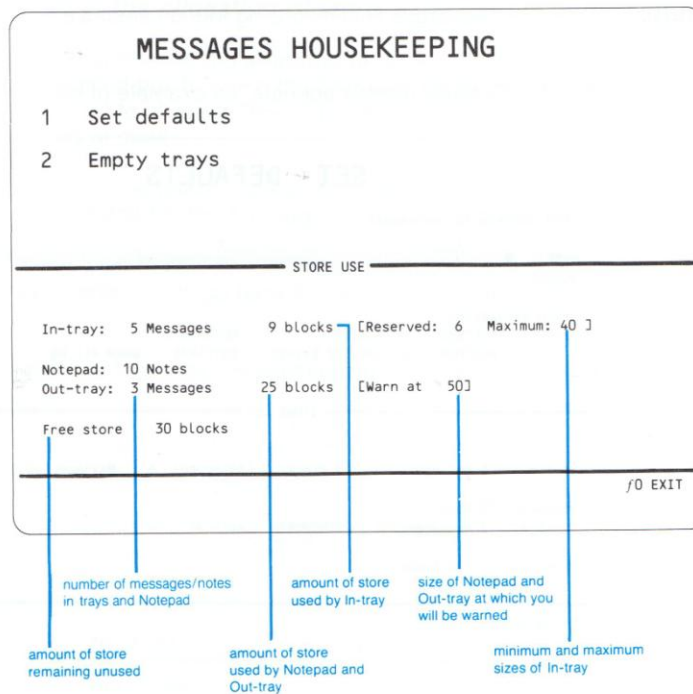 MESSAGES HOUSEKEEPING
1 Set defaults
2 Empty trays
STORE USE
In-tray: 5 Messages 9 blocks [Reserved: 6 Maximum: 40 ]
Notepad: 10 Notes
Out-tray: 3 Messages 25 blocks [Warn at 50]
Free store 30 blocks
f0 EXIT
number of messages/notes
in trays and Notepad
amount of store
used by In-tray
size of Notepad and
Out-tray at which you
will be warned
amount of store
remaining unused
amount of store
used by Notepad and
Out-tray
minimum and maximum
sizes of In-tray